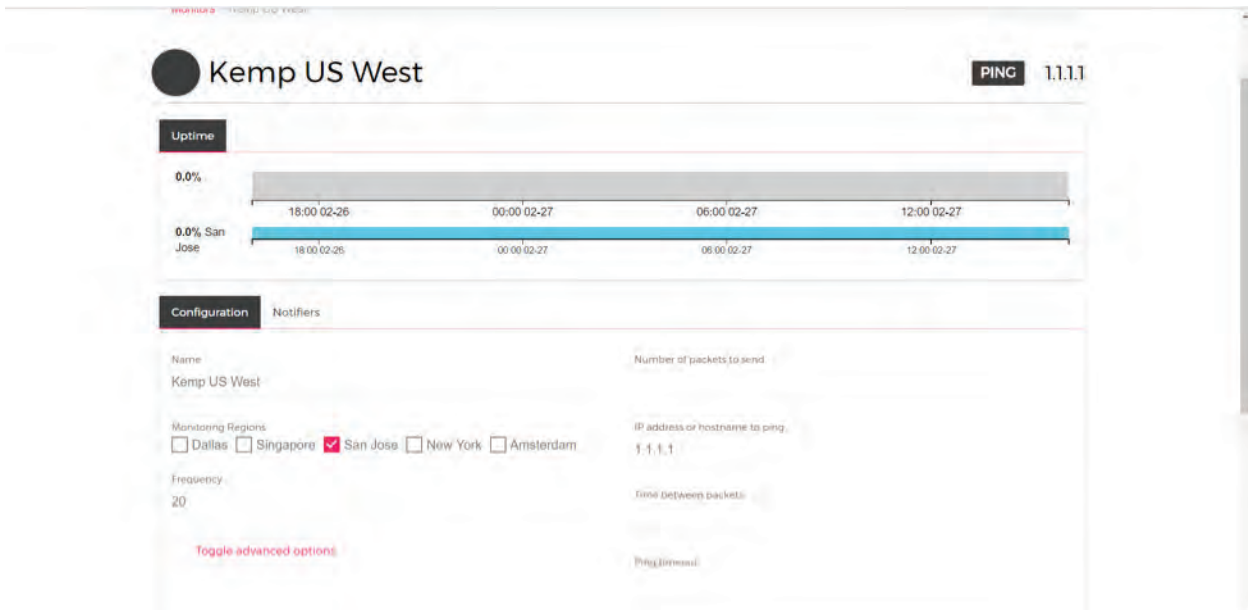 Monitors Kemp US West
Kemp US West
PING 1.1.1.1
Uptime
0.0%
18:00 02-26 00:00 02-27 06:00 02-27 12:00 02-27
0.0% San
Jose
18:00 02-26 00:00 02-27 06:00 02-27 12:00 02-27
Configuration Notifiers
Name
Kemp US West
Number of packets to send
Monitoring Regions
Dallas Singapore San Jose New York Amsterdam
IP address or hostname to ping
1.1.1.1
Frequency
20
Time between packets
Toggle advanced options
Ping timeout